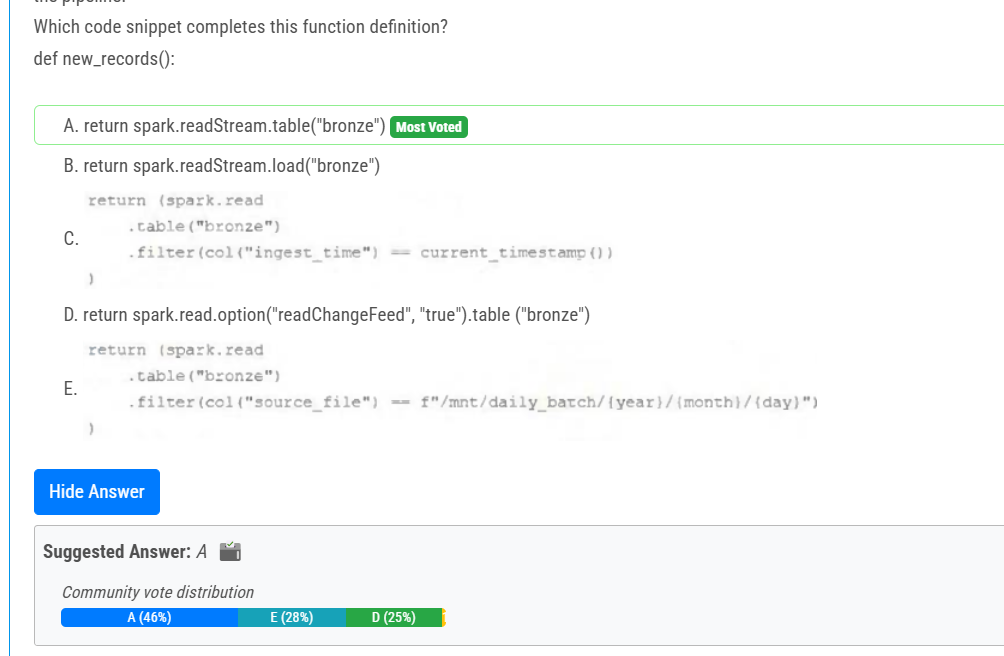 the pipeline.
Which code snippet completes this function definition?
def new_records():
A. return spark.readStream.table("bronze") Most Voted
B. return spark.readStream.load("bronze")
C.
return (spark.read
.table("bronze")
.filter(col("ingest_time") == current_timestamp())
)
D. return spark.read.option("readChangeFeed", "true").table ("bronze")
E.
return (spark.read
.table("bronze")
.filter(col("source_file") == f"/mnt/daily_batch/{year}/{month}/{day}")
)
Hide Answer
Suggested Answer: A
Community vote distribution
A (46%) E (28%) D (25%)